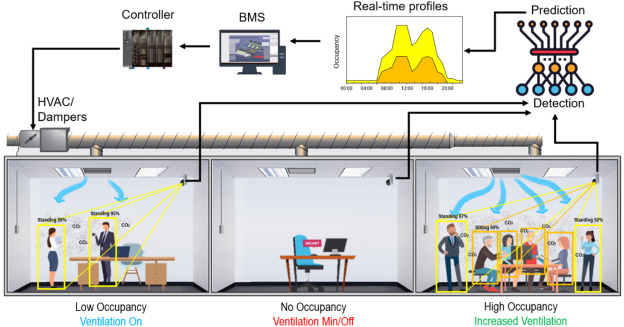 Real-time profiles
Prediction
Controller
BMS
Occupancy
00:00 04:00 08:00 12:00 16:00 20:00
HVAC/
Dampers
Detection
Standing 98%
Standing 95%
CO₂
CO₂
CO₂
VACANT
Standing 97%
Sitting 98%
Standing 92%
CO₂
CO₂
CO₂
CO₂
CO₂
Low Occupancy
Ventilation On
No Occupancy
Ventilation Min/Off
High Occupancy
Increased Ventilation